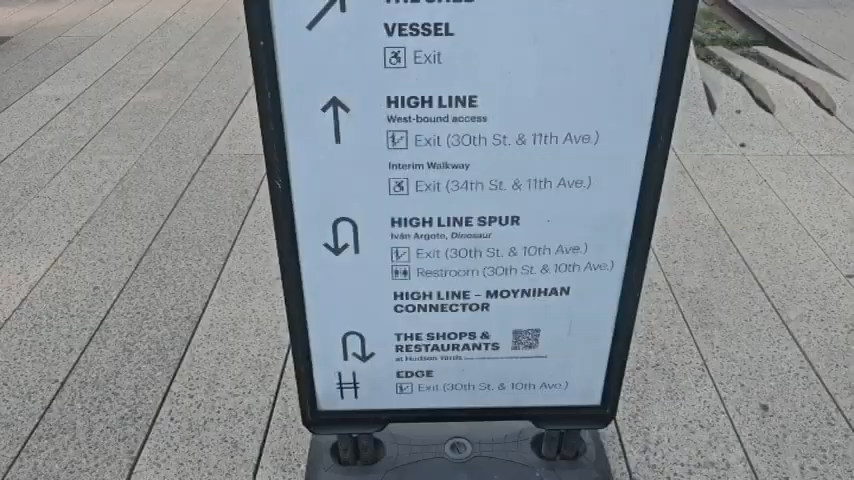 THE SHED
VESSEL
Exit
HIGH LINE
West-bound access
Exit (30th St. & 11th Ave.)
Interim Walkway
Exit (34th St. & 11th Ave.)
HIGH LINE SPUR
Iván Argote, Dinosaur
Exit (30th St. & 10th Ave.)
Restroom (30th St. & 10th Ave.)
HIGH LINE – MOYNIHAN
CONNECTOR
THE SHOPS &
RESTAURANTS
at Hudson Yards
EDGE
Exit (30th St. & 10th Ave.)